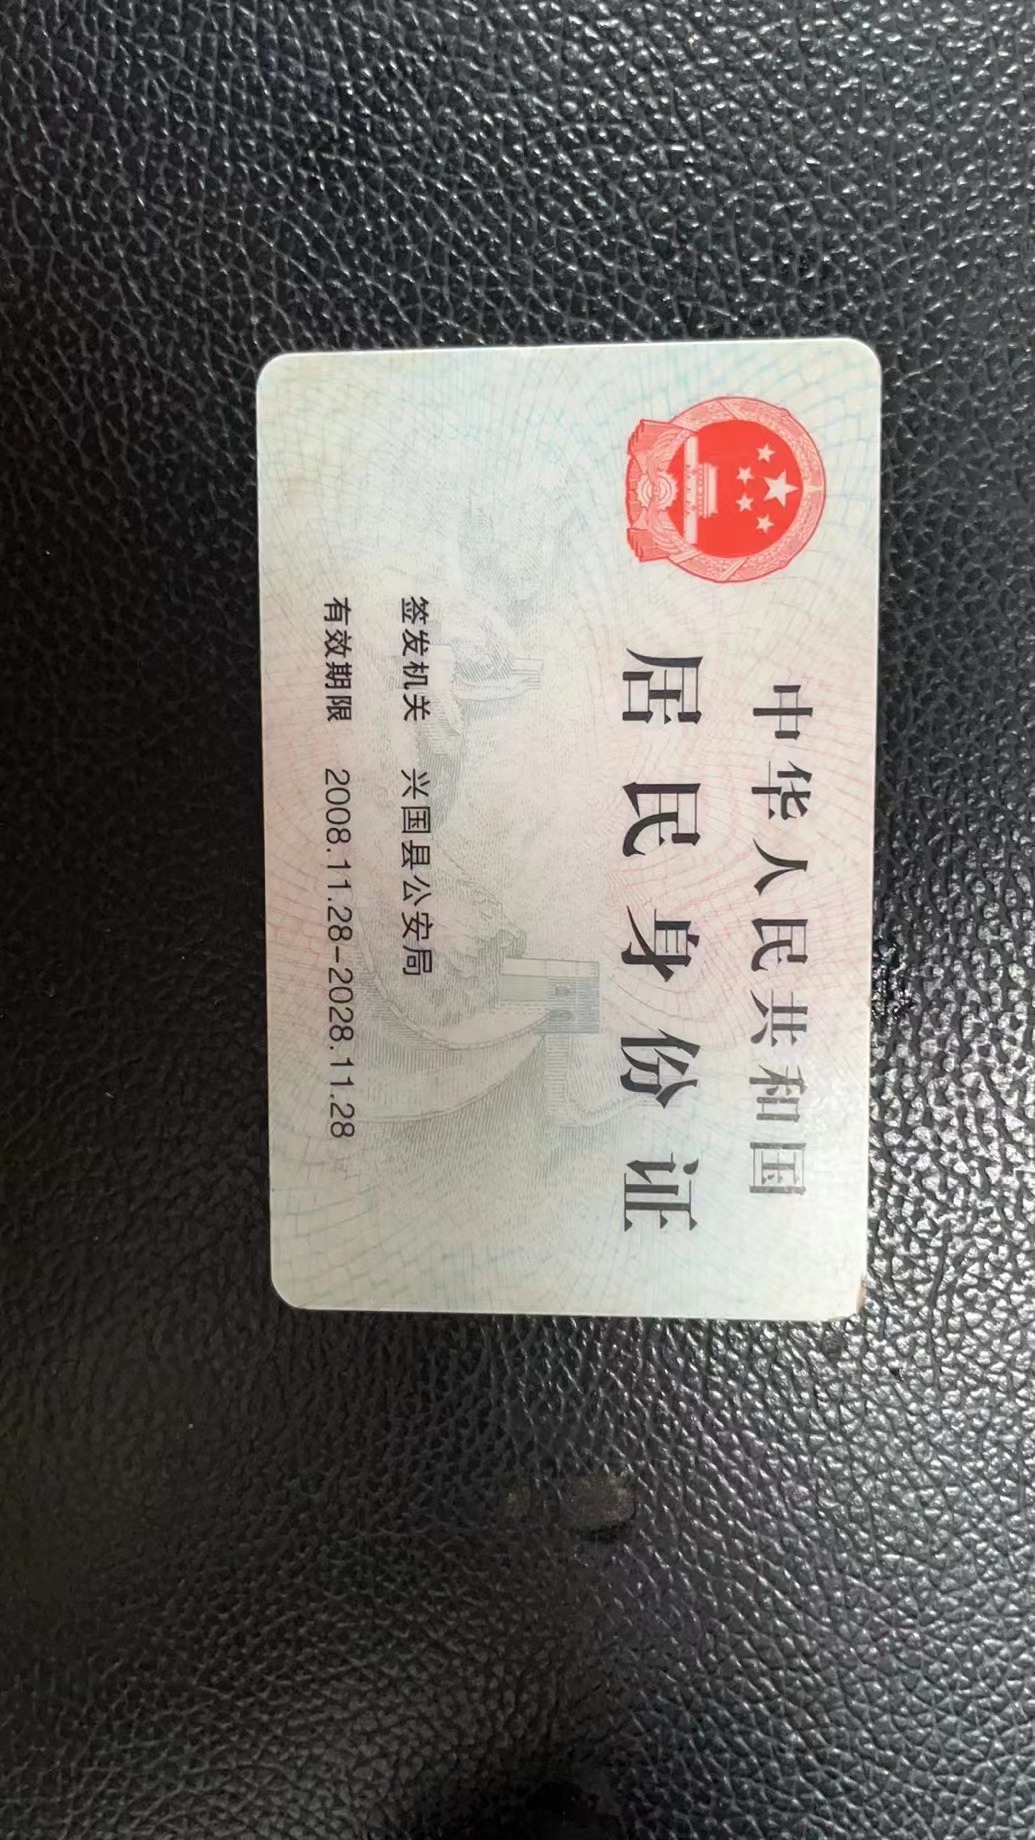 中华人民共和国
居民身份证
签发机关 兴国县公安局
有效期限 2008.11.28-2028.11.28